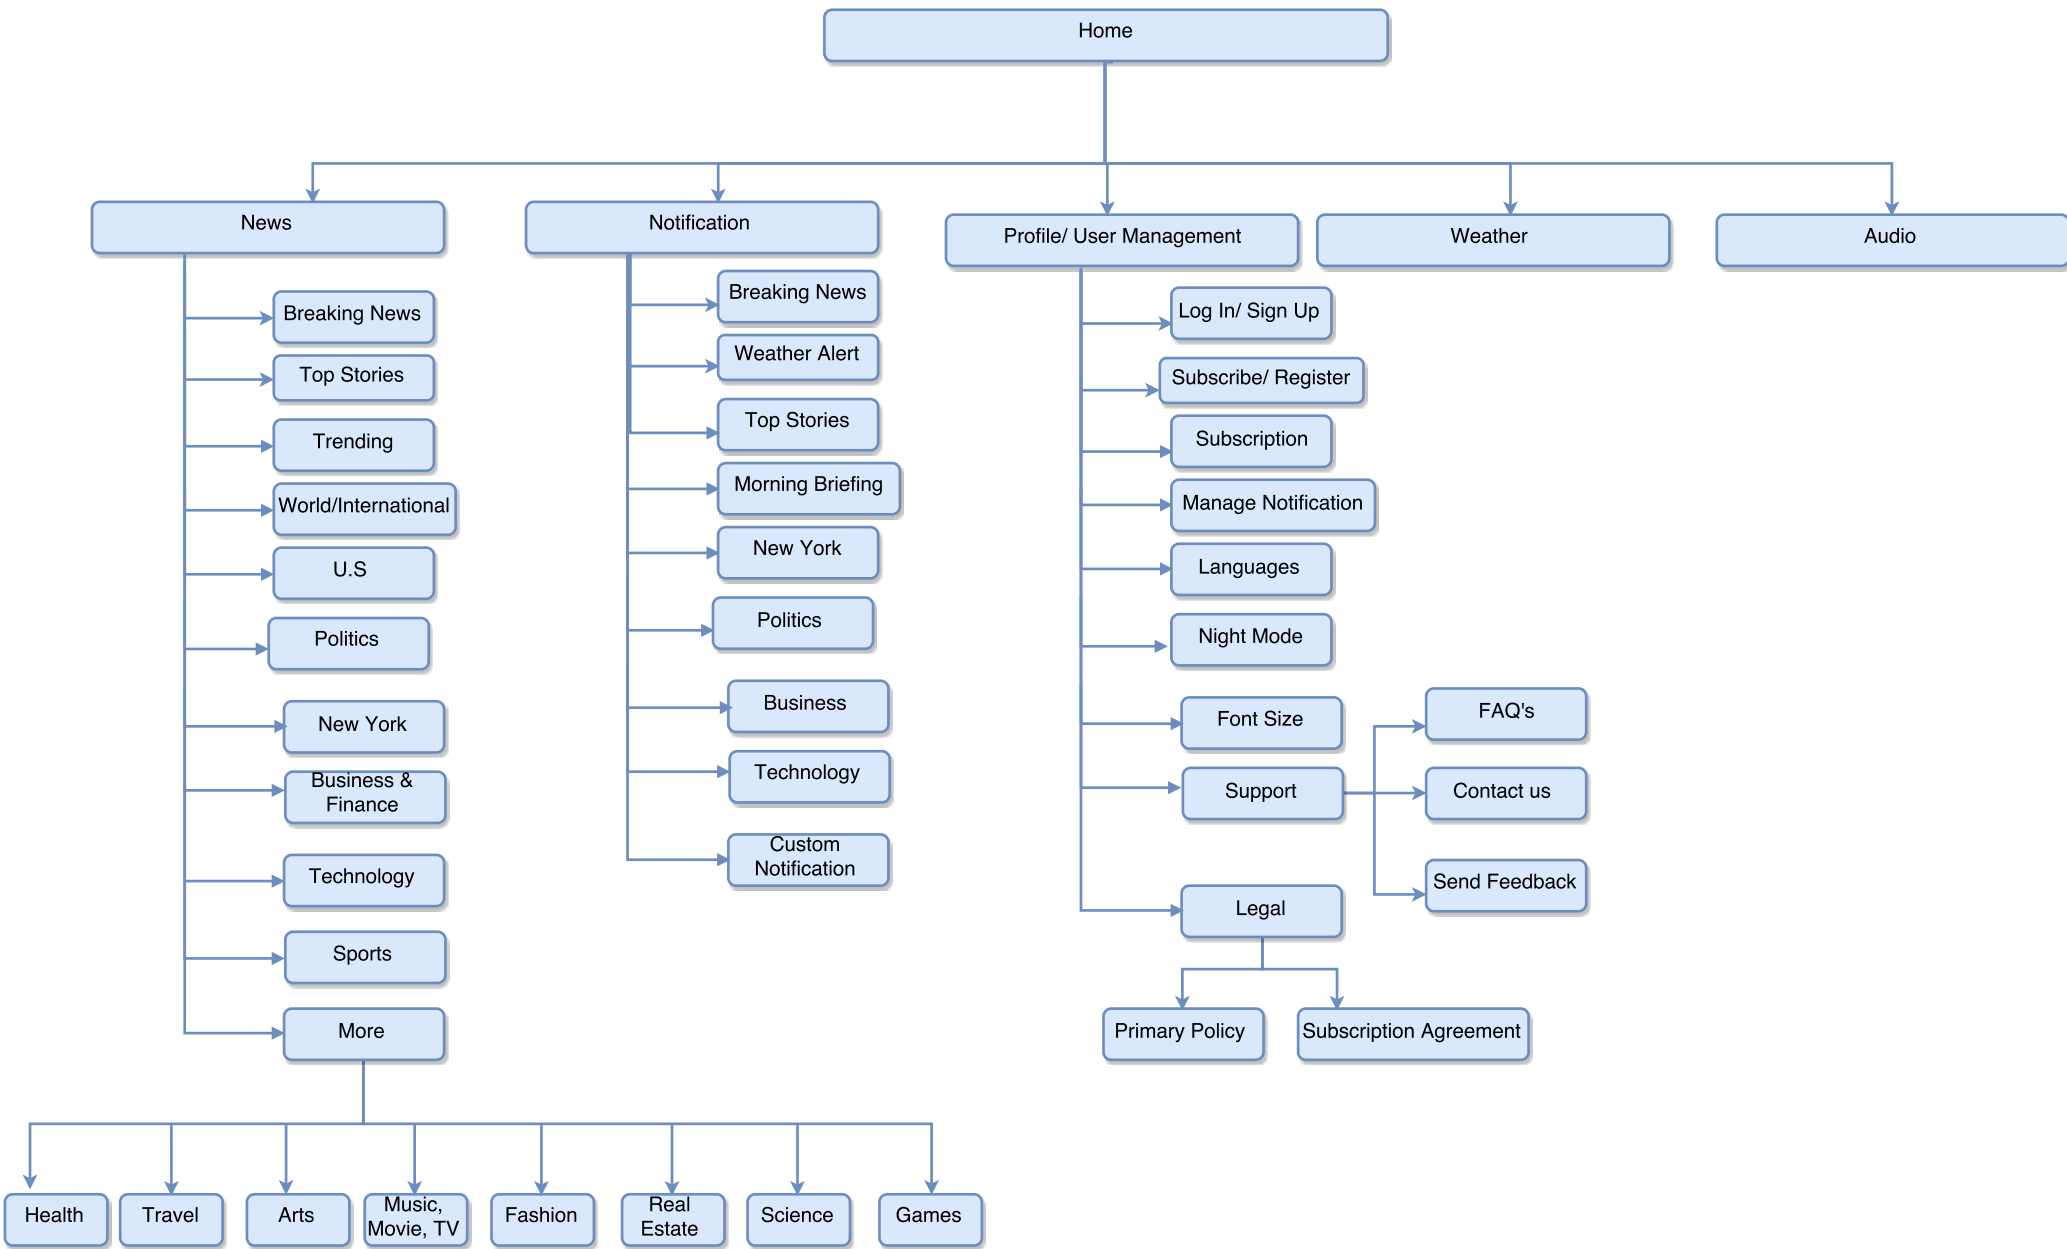 Home
News
Notification
Profile/ User Management
Weather
Audio
Breaking News
Top Stories
Trending
World/International
U.S
Politics
New York
Business &
Finance
Technology
Sports
More
Health
Travel
Arts
Music,
Movie, TV
Fashion
Real
Estate
Science
Games
Breaking News
Weather Alert
Top Stories
Morning Briefing
New York
Politics
Business
Technology
Custom
Notification
Log In/ Sign Up
Subscribe/ Register
Subscription
Manage Notification
Languages
Night Mode
Font Size
Support
FAQ's
Contact us
Send Feedback
Legal
Primary Policy
Subscription Agreement